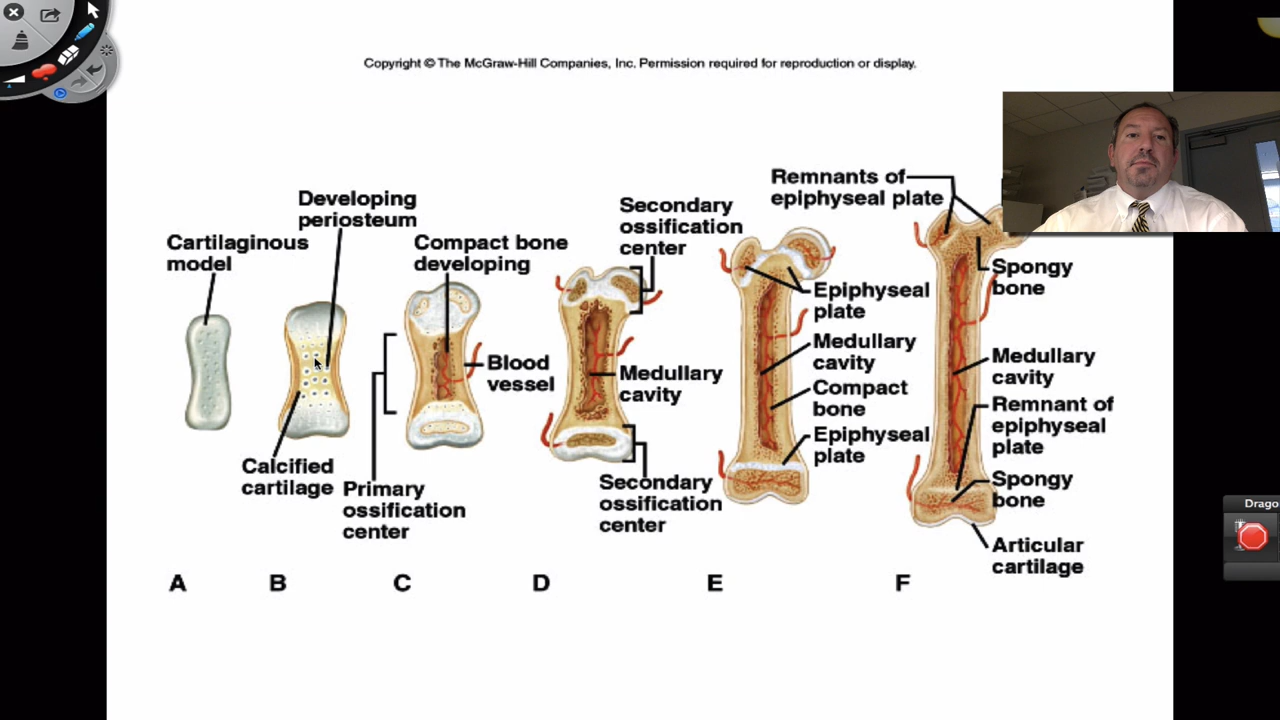 Copyright © The McGraw-Hill Companies, Inc. Permission required for reproduction or display.
Cartilaginous
model
Developing
periosteum
Calcified
cartilage
Compact bone
developing
Blood
vessel
Primary
ossification
center
Secondary
ossification
center
Medullary
cavity
Secondary
ossification
center
Epiphyseal
plate
Medullary
cavity
Compact
bone
Epiphyseal
plate
Remnants of
epiphyseal plate
Spongy
bone
Medullary
cavity
Remnant of
epiphyseal
plate
Spongy
bone
Articular
cartilage
A B C D E F
Drago